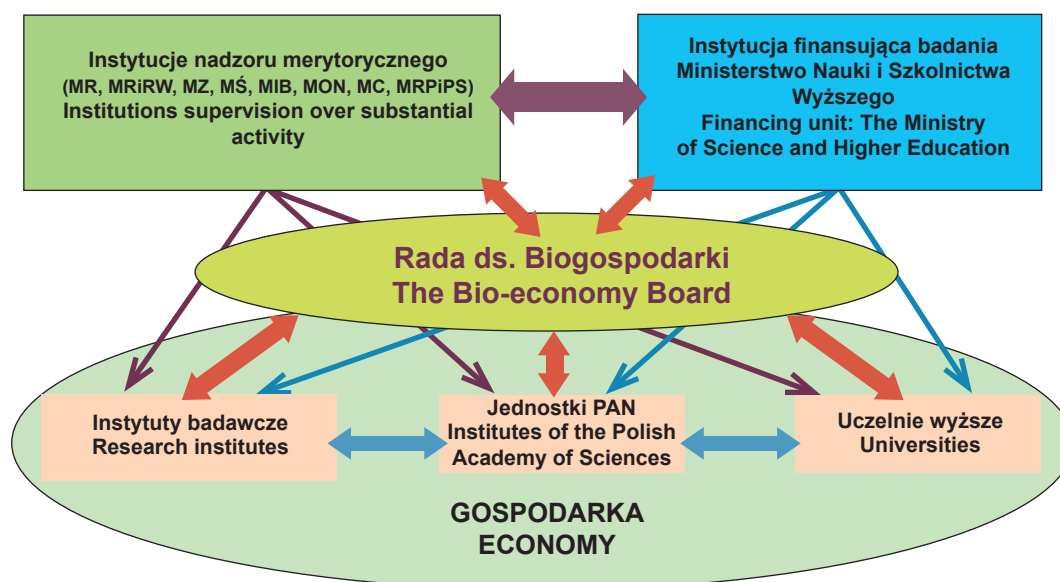 Instytucje nadzoru merytorycznego
(MR, MRiRW, MZ, MŚ, MIB, MON, MC, MRPiPS)
Institutions supervision over substantial
activity
Instytucja finansująca badania
Ministerstwo Nauki i Szkolnictwa
Wyższego
Financing unit: The Ministry
of Science and Higher Education
Rada ds. Biogospodarki
The Bio-economy Board
Instytuty badawcze
Research institutes
Jednostki PAN
Institutes of the Polish
Academy of Sciences
Uczelnie wyższe
Universities
GOSPODARKA
ECONOMY